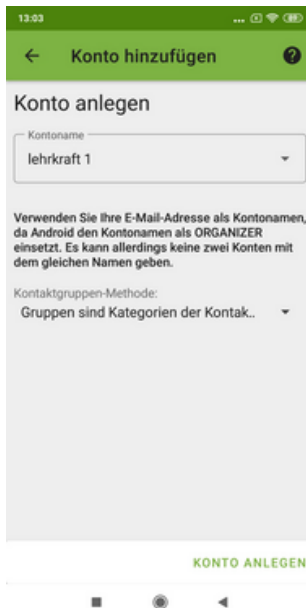 13:03
Konto hinzufügen
Konto anlegen
Kontoname
lehrkraft 1
Verwenden Sie Ihre E-Mail-Adresse als Kontonamen,
da Android den Kontonamen als ORGANIZER
einsetzt. Es kann allerdings keine zwei Konten mit
dem gleichen Namen geben.
Kontaktgruppen-Methode:
Gruppen sind Kategorien der Kontak..
KONTO ANLEGEN